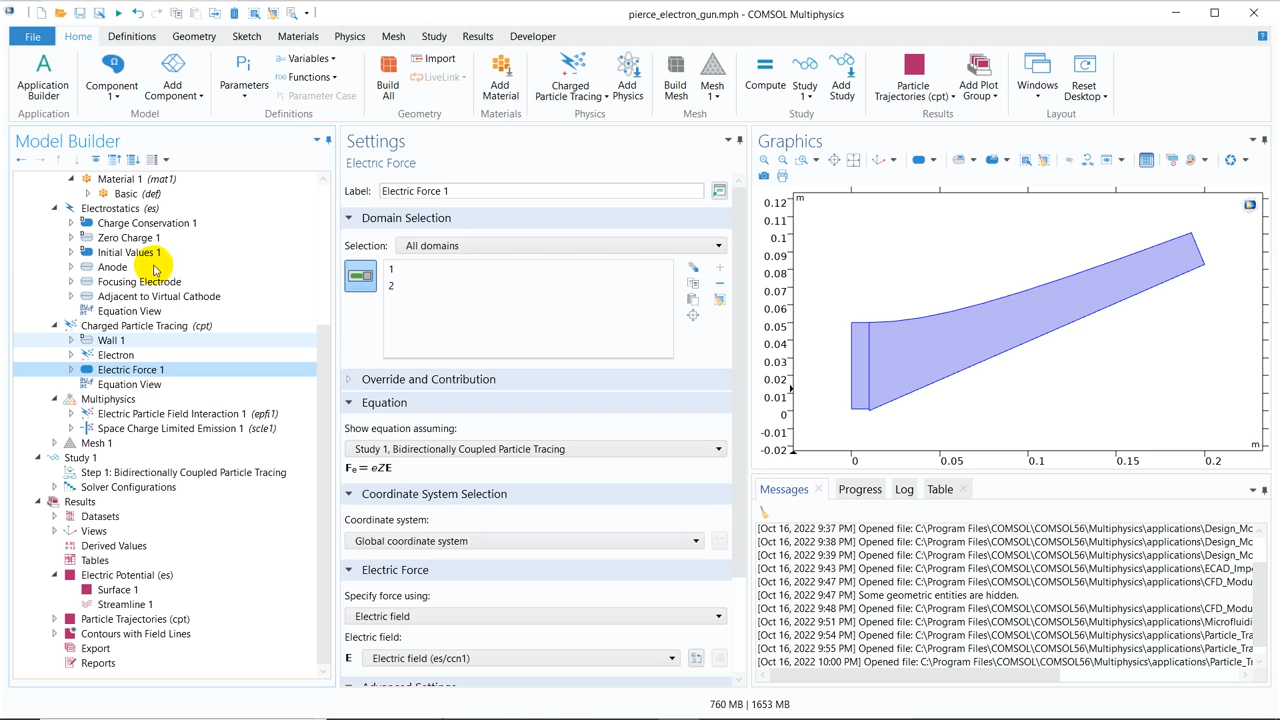 pierce_electron_gun.mph - COMSOL Multiphysics
File Home Definitions Geometry Sketch Materials Physics Mesh Study Results Developer
Application Builder
Component 1
Add Component
Pi Parameters
a= Variables
f(x) Functions
Parameter Case
Build All
Import
LiveLink
Add Material
Charged Particle Tracing
Add Physics
Build Mesh
Mesh 1
Compute
Study 1
Add Study
Particle Trajectories (cpt)
Add Plot Group
Windows
Reset Desktop
Application Model Definitions Geometry Materials Physics Mesh Study Results Layout
Model Builder
Material 1 (mat1)
Basic (def)
Electrostatics (es)
Charge Conservation 1
Zero Charge 1
Initial Values 1
Anode
Focusing Electrode
Adjacent to Virtual Cathode
Equation View
Charged Particle Tracing (cpt)
Wall 1
Electron
Electric Force 1
Equation View
Multiphysics
Electric Particle Field Interaction 1 (epfi1)
Space Charge Limited Emission 1 (scle1)
Mesh 1
Study 1
Step 1: Bidirectionally Coupled Particle Tracing
Solver Configurations
Results
Datasets
Views
Derived Values
Tables
Electric Potential (es)
Surface 1
Streamline 1
Particle Trajectories (cpt)
Contours with Field Lines
Export
Reports
Settings
Electric Force
Label: Electric Force 1
Domain Selection
Selection: All domains
1
2
Override and Contribution
Equation
Show equation assuming:
Study 1, Bidirectionally Coupled Particle Tracing
Fe = eZE
Coordinate System Selection
Coordinate system:
Global coordinate system
Electric Force
Specify force using:
Electric field
Electric field:
E Electric field (es/ccn1)
Advanced Settings
Graphics
m
0.12
0.1
0.09
0.08
0.07
0.06
0.05
0.04
0.03
0.02
0.01
0
-0.01
-0.02
m
0 0.05 0.1 0.15 0.2
Messages Progress Log Table
[Oct 16, 2022 9:37 PM] Opened file: C:\Program Files\COMSOL\COMSOL56\Multiphysics\applications\Design_Mo
[Oct 16, 2022 9:38 PM] Opened file: C:\Program Files\COMSOL\COMSOL56\Multiphysics\applications\Design_Mo
[Oct 16, 2022 9:39 PM] Opened file: C:\Program Files\COMSOL\COMSOL56\Multiphysics\applications\Design_Mo
[Oct 16, 2022 9:43 PM] Opened file: C:\Program Files\COMSOL\COMSOL56\Multiphysics\applications\ECAD_Imp
[Oct 16, 2022 9:47 PM] Opened file: C:\Program Files\COMSOL\COMSOL56\Multiphysics\applications\CFD_Modu
[Oct 16, 2022 9:47 PM] Some geometric entities are hidden.
[Oct 16, 2022 9:48 PM] Opened file: C:\Program Files\COMSOL\COMSOL56\Multiphysics\applications\CFD_Modu
[Oct 16, 2022 9:51 PM] Opened file: C:\Program Files\COMSOL\COMSOL56\Multiphysics\applications\Microfluidi
[Oct 16, 2022 9:54 PM] Opened file: C:\Program Files\COMSOL\COMSOL56\Multiphysics\applications\Particle_Tra
[Oct 16, 2022 9:55 PM] Opened file: C:\Program Files\COMSOL\COMSOL56\Multiphysics\applications\Particle_Tra
[Oct 16, 2022 10:00 PM] Opened file: C:\Program Files\COMSOL\COMSOL56\Multiphysics\applications\Particle_Tr
760 MB | 1653 MB